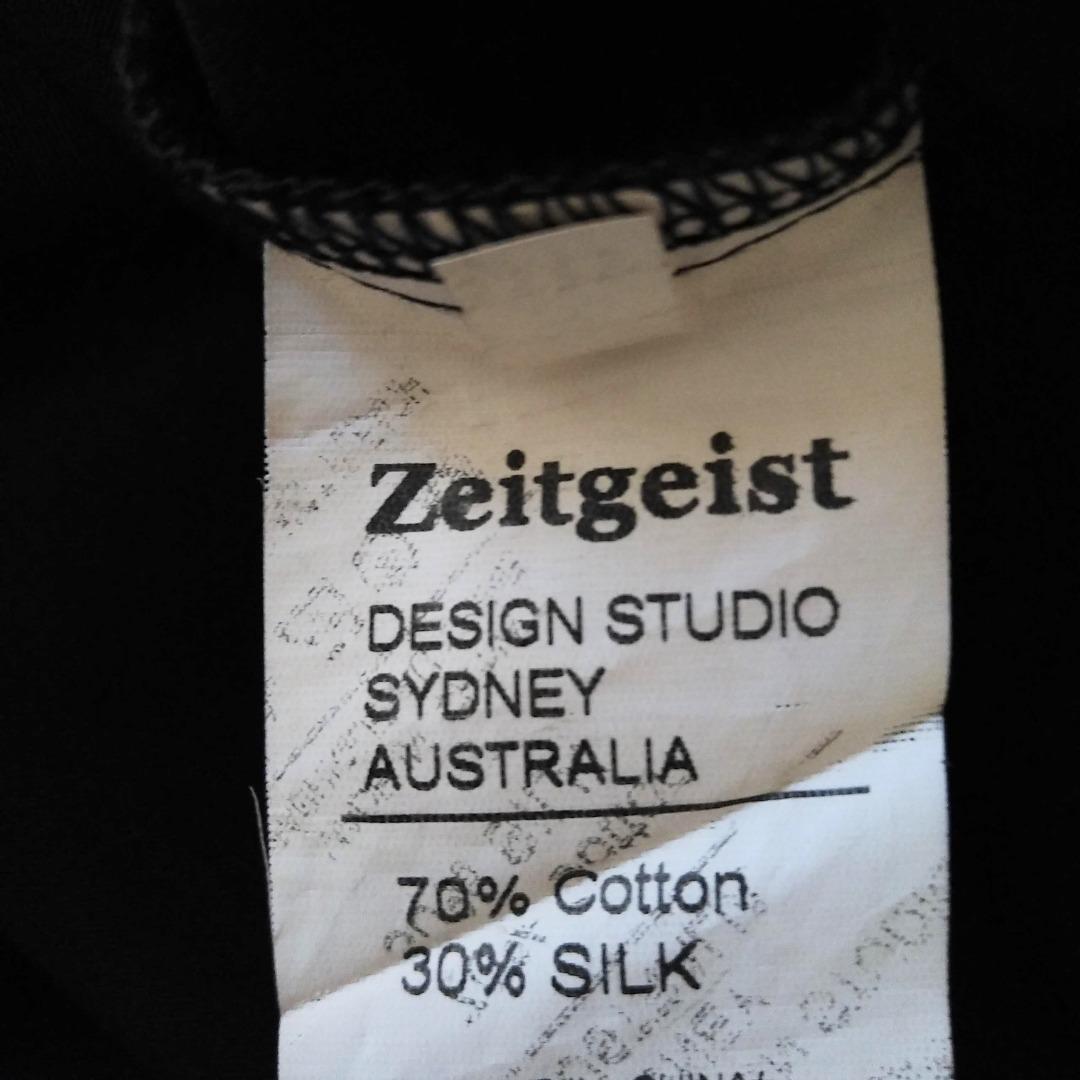 Zeitgeist
DESIGN STUDIO
SYDNEY
AUSTRALIA
70% Cotton
30% SILK